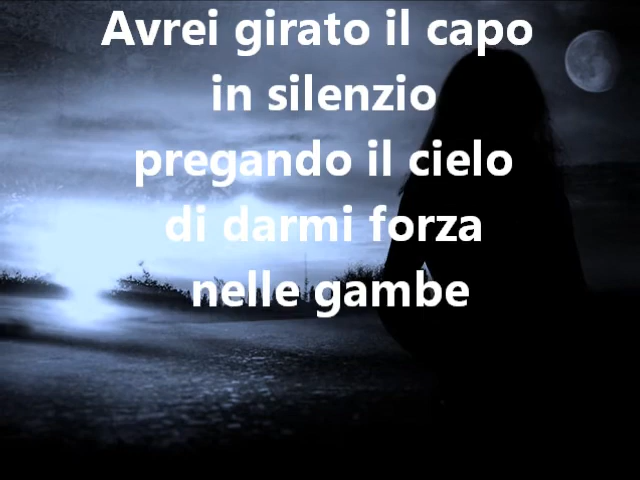 Avrei girato il capo
in silenzio
pregando il cielo
di darmi forza
nelle gambe